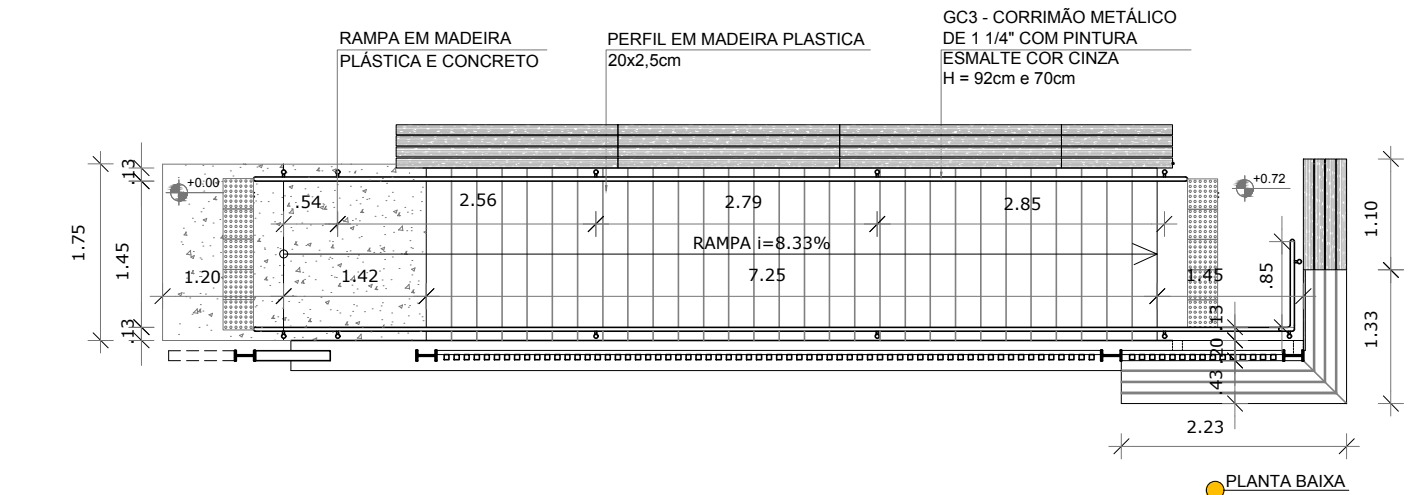 RAMPA EM MADEIRA
PLÁSTICA E CONCRETO
PERFIL EM MADEIRA PLASTICA
20x2,5cm
GC3 - CORRIMÃO METÁLICO
DE 1 1/4" COM PINTURA
ESMALTE COR CINZA
H = 92cm e 70cm
.13
+0.00
+0.72
.54
2.56
2.79
2.85
1.75
1.45
1.10
RAMPA i=8.33%
1.20
1.42
7.25
1.45
.85
.13
.13
.20
.43
1.33
2.23
PLANTA BAIXA